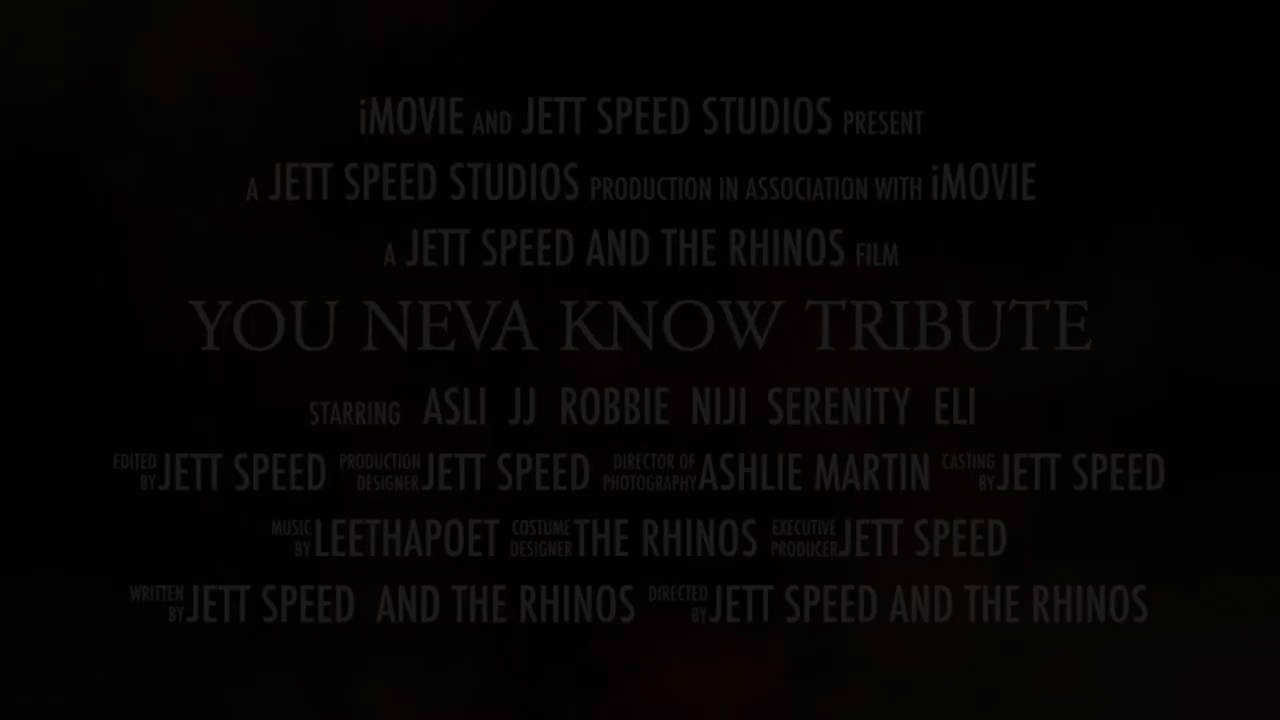 iMOVIE AND JETT SPEED STUDIOS PRESENT
A JETT SPEED STUDIOS PRODUCTION IN ASSOCIATION WITH iMOVIE
A JETT SPEED AND THE RHINOS FILM
YOU NEVA KNOW TRIBUTE
STARRING ASLI JJ ROBBIE NIJI SERENITY ELI
EDITED BY JETT SPEED PRODUCTION DESIGNER JETT SPEED DIRECTOR OF PHOTOGRAPHY ASHLIE MARTIN CASTING BY JETT SPEED
MUSIC BY LEETHAPOET COSTUME DESIGNER THE RHINOS EXECUTIVE PRODUCER JETT SPEED
WRITTEN BY JETT SPEED AND THE RHINOS DIRECTED BY JETT SPEED AND THE RHINOS